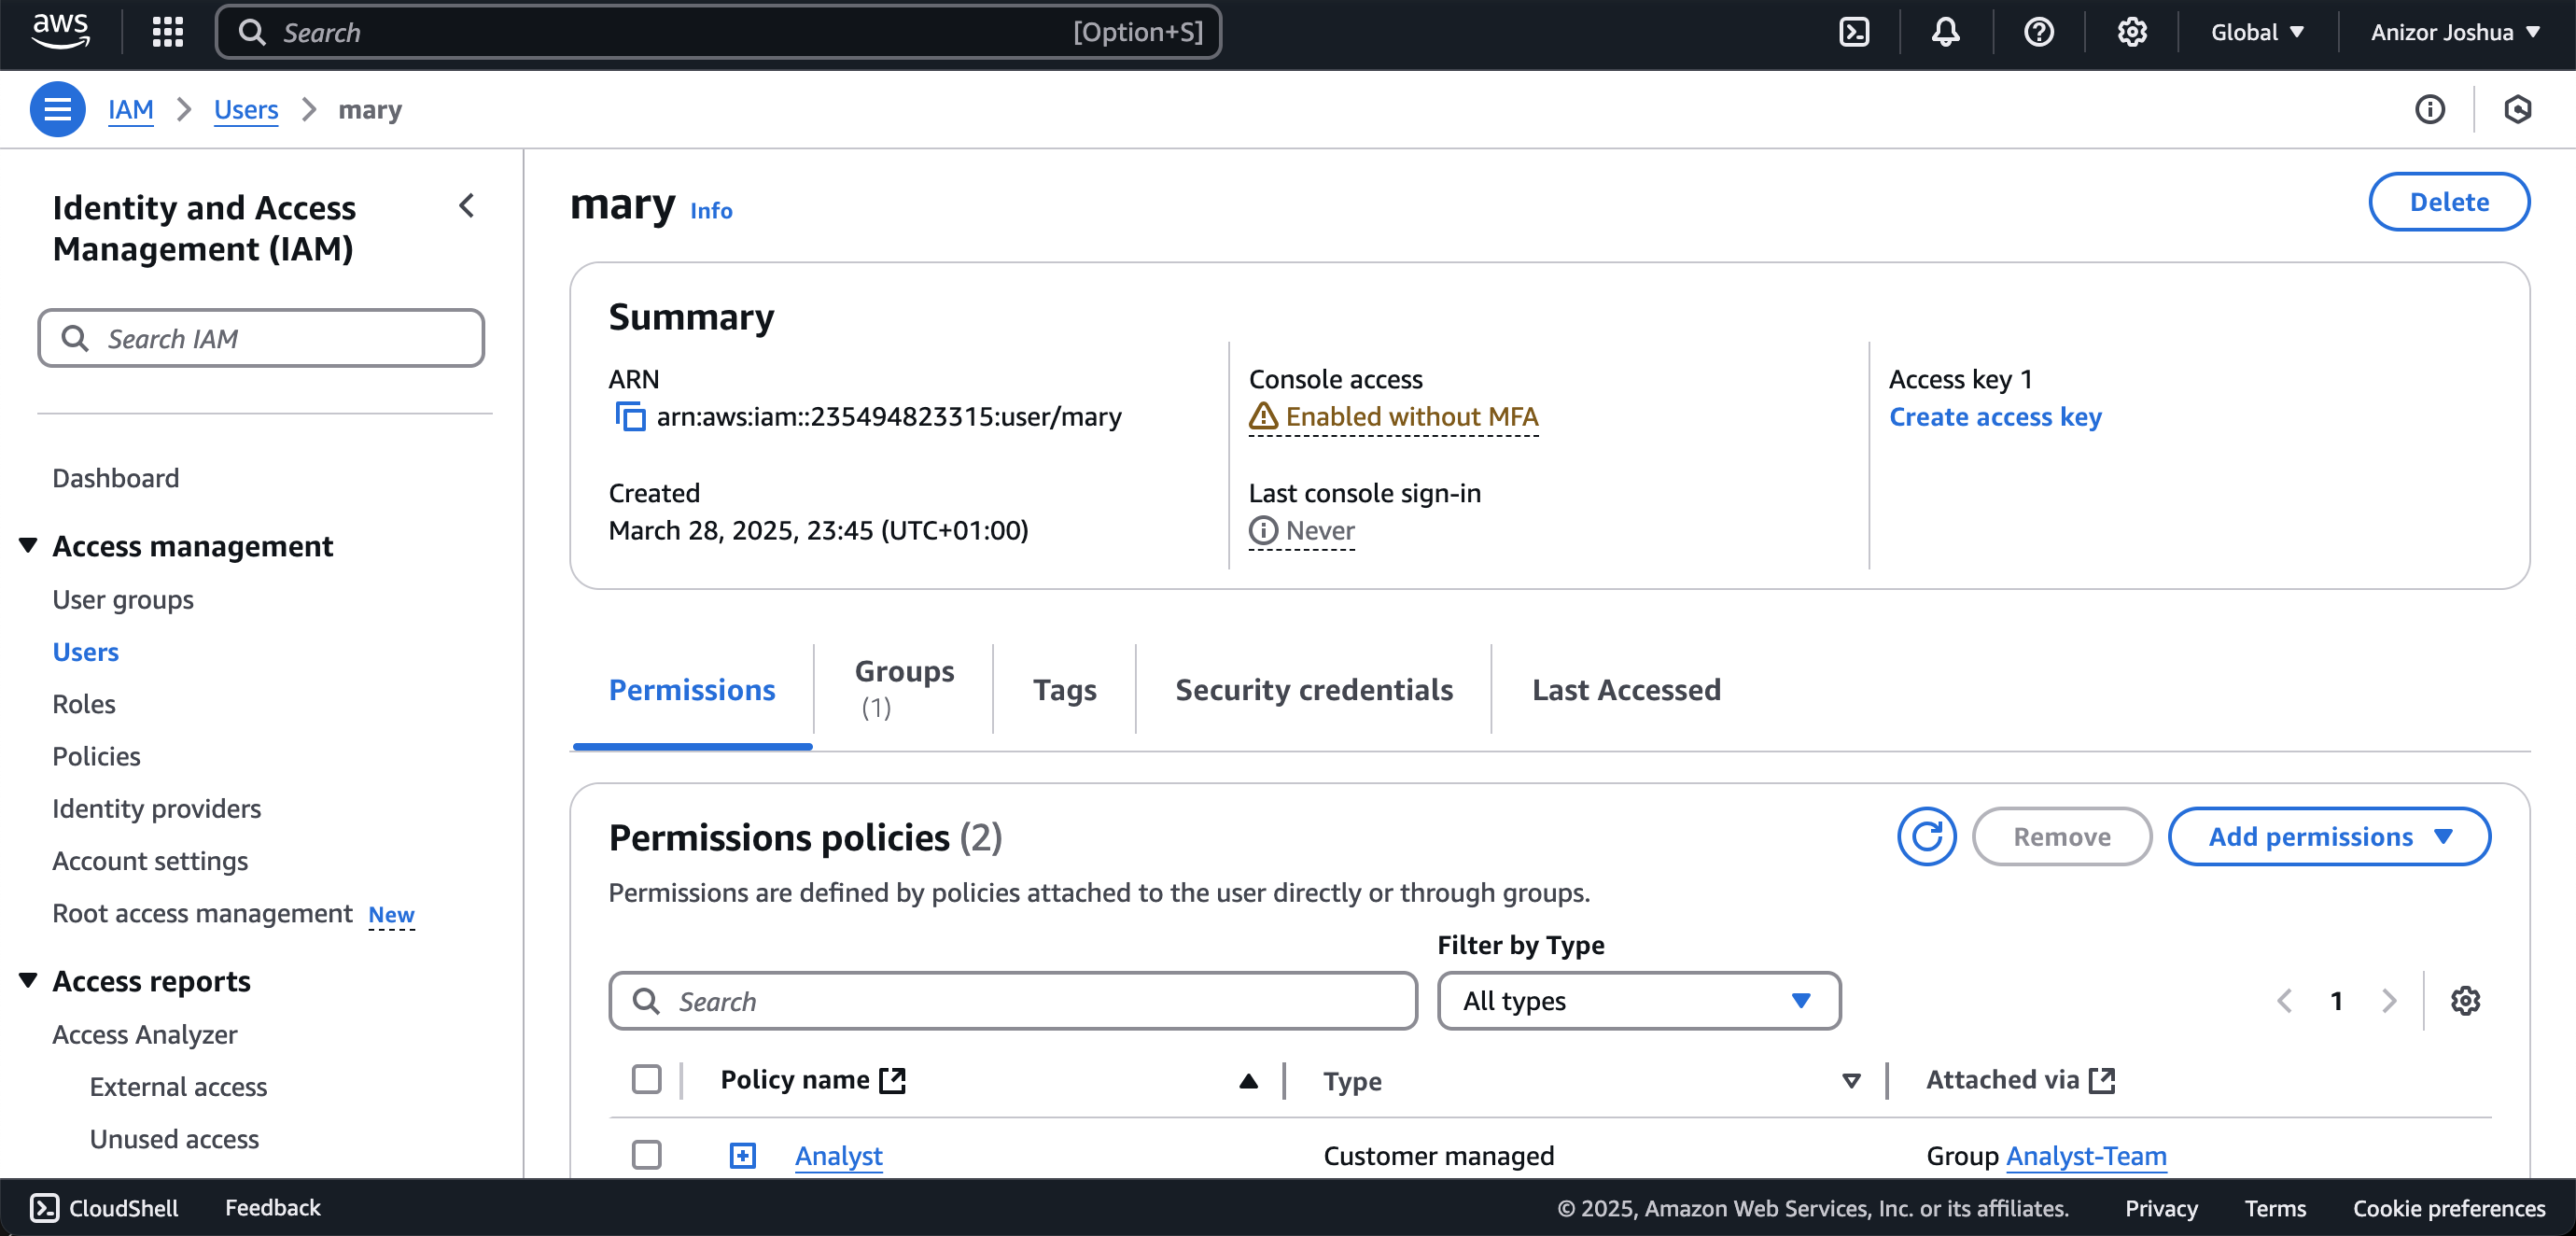 aws
Search [Option+S]
Global
Anizor Joshua
IAM
Users
mary
Identity and Access
Management (IAM)
Search IAM
Dashboard
Access management
User groups
Users
Roles
Policies
Identity providers
Account settings
Root access management New
Access reports
Access Analyzer
External access
Unused access
mary Info
Delete
Summary
ARN
arn:aws:iam::235494823315:user/mary
Created
March 28, 2025, 23:45 (UTC+01:00)
Console access
Enabled without MFA
Last console sign-in
Never
Access key 1
Create access key
Permissions
Groups
(1)
Tags
Security credentials
Last Accessed
Permissions policies (2)
Remove
Add permissions
Permissions are defined by policies attached to the user directly or through groups.
Filter by Type
Search
All types
1
Policy name
Type
Attached via
Analyst
Customer managed
Group Analyst-Team
CloudShell
Feedback
© 2025, Amazon Web Services, Inc. or its affiliates.
Privacy
Terms
Cookie preferences